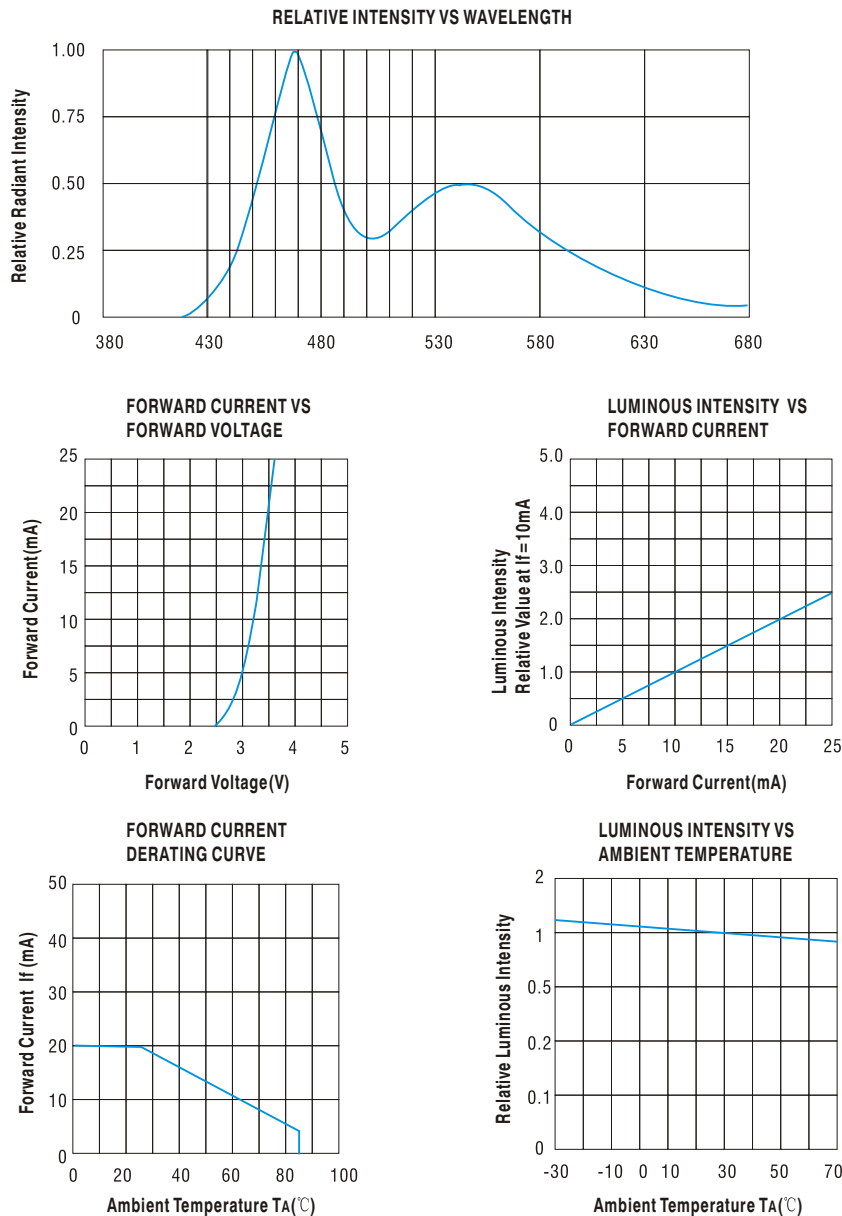 RELATIVE INTENSITY VS WAVELENGTH
Relative Radiant Intensity
1.00
0.75
0.50
0.25
0
380 430 480 530 580 630 680
FORWARD CURRENT VS
FORWARD VOLTAGE
Forward Current(mA)
25
20
15
10
5
0
0 1 2 3 4 5
Forward Voltage(V)
LUMINOUS INTENSITY VS
FORWARD CURRENT
Luminous Intensity
Relative Value at If=10mA
5.0
4.0
3.0
2.0
1.0
0
0 5 10 15 20 25
Forward Current(mA)
FORWARD CURRENT
DERATING CURVE
Forward Current If (mA)
50
40
30
20
10
0
0 20 40 60 80 100
Ambient Temperature TA(℃)
LUMINOUS INTENSITY VS
AMBIENT TEMPERATURE
Relative Luminous Intensity
2
1
0.5
0.2
0.1
0
-30 -10 0 10 30 50 70
Ambient Temperature TA(℃)